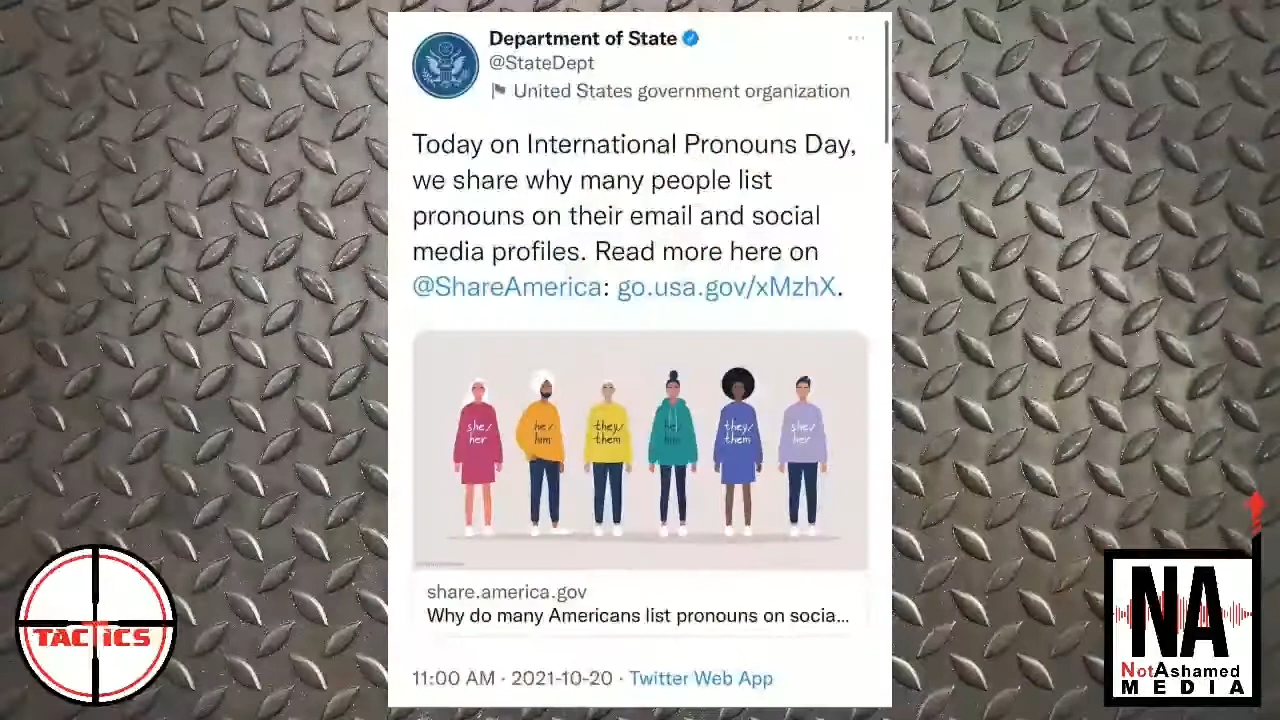 Department of State
@StateDept
United States government organization
Today on International Pronouns Day,
we share why many people list
pronouns on their email and social
media profiles. Read more here on
@ShareAmerica: go.usa.gov/xMzhX.
she/
her
he/
him
they/
them
he/
him
they/
them
she/
her
share.america.gov
Why do many Americans list pronouns on socia...
11:00 AM · 2021-10-20 · Twitter Web App
TACTICS
NA
NotAshamed
MEDIA